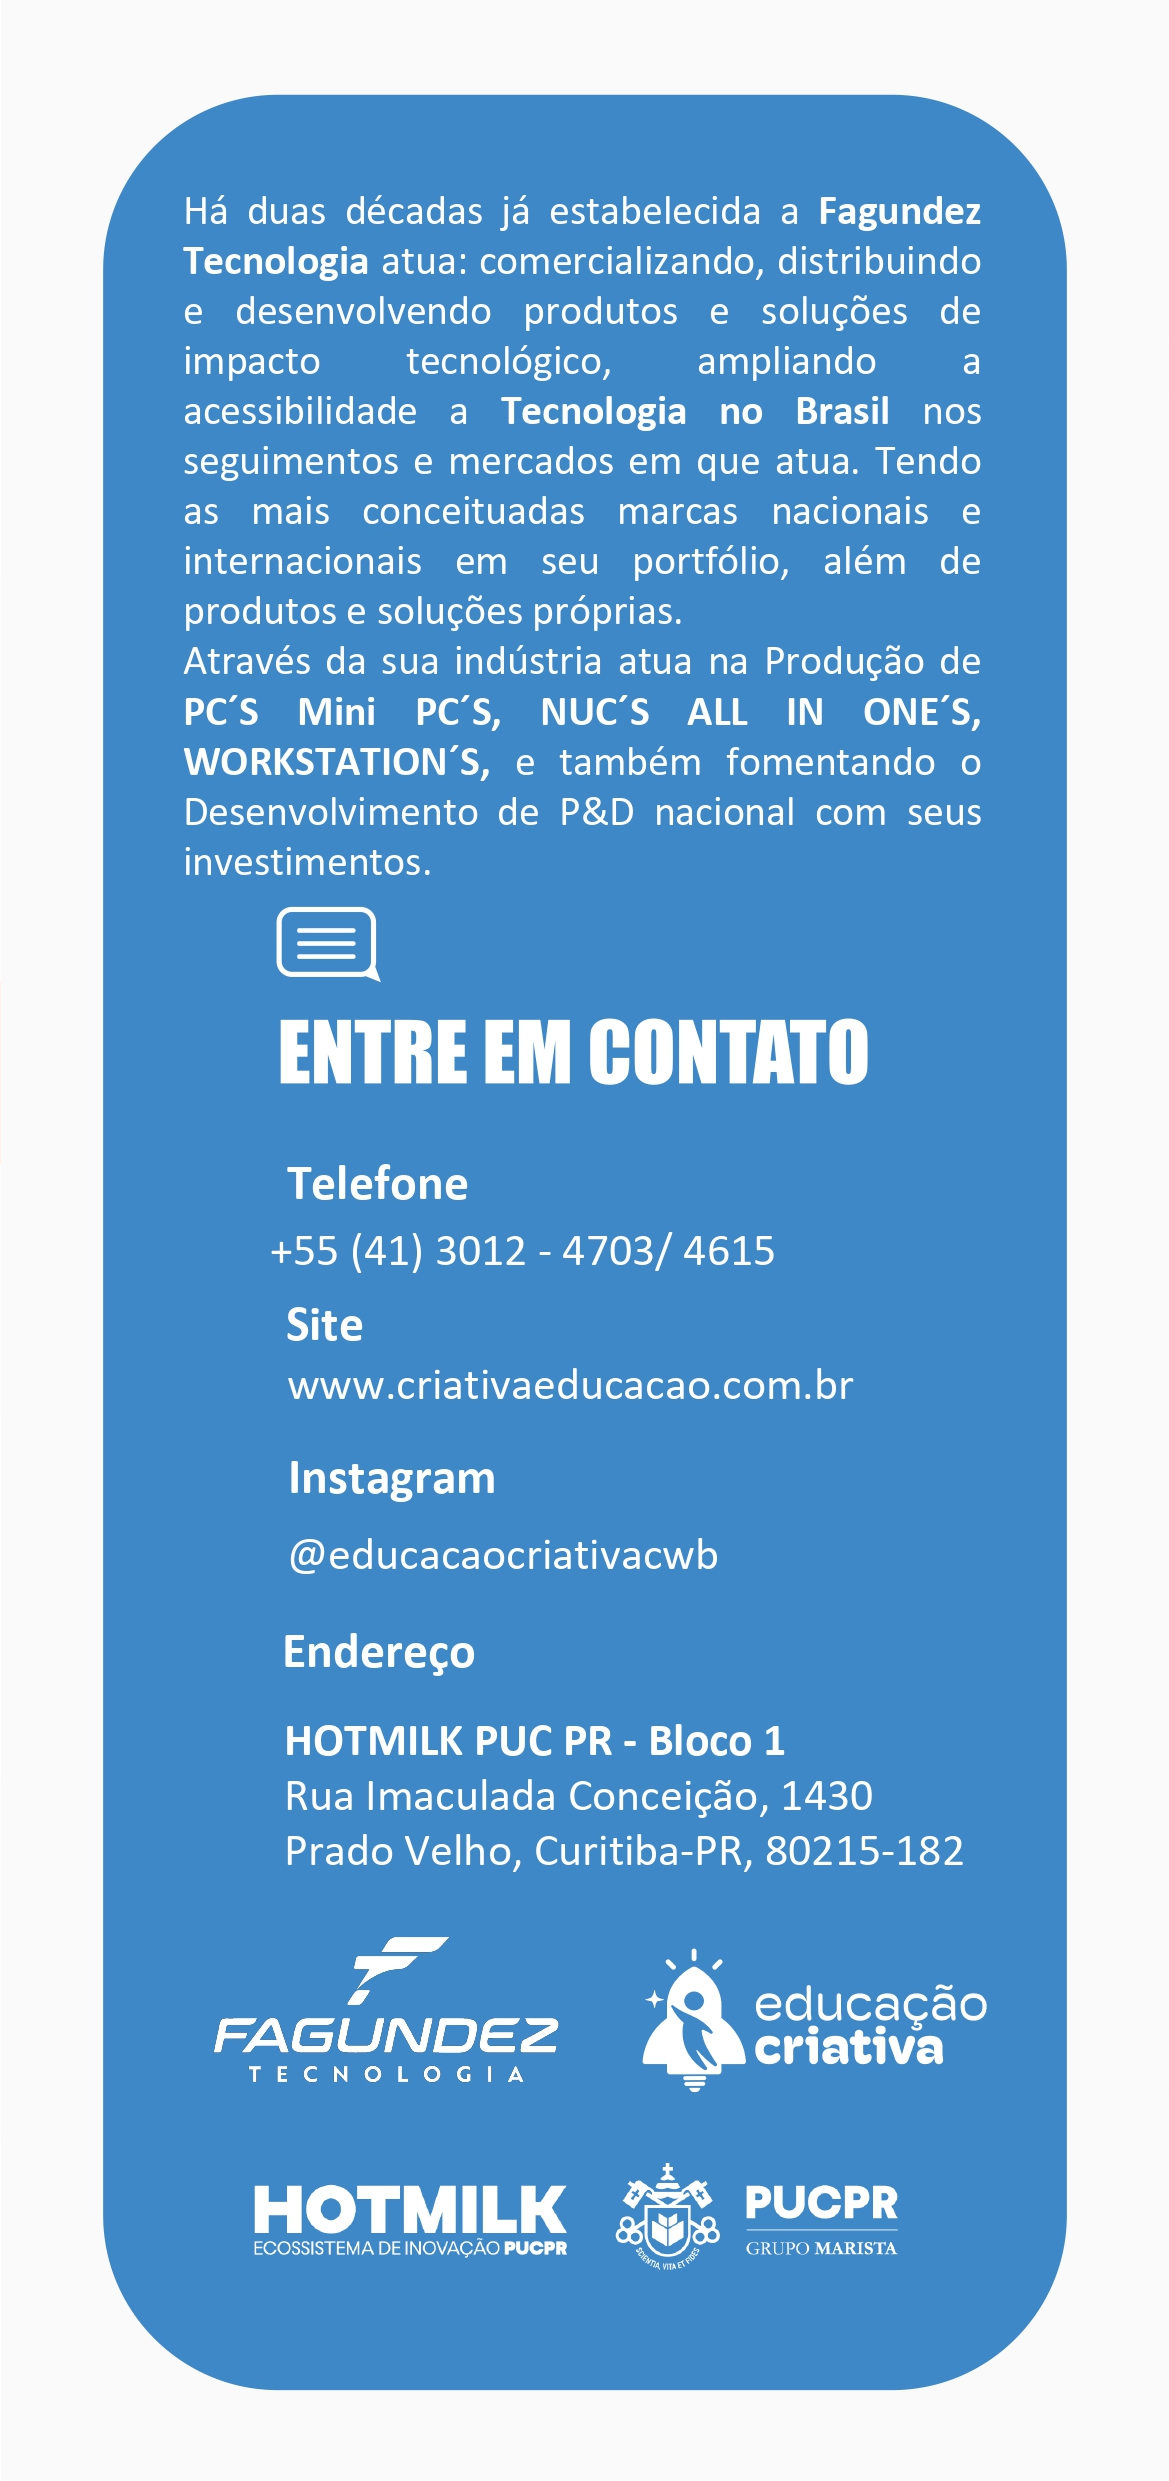 Há duas décadas já estabelecida a Fagundez
Tecnologia atua: comercializando, distribuindo
e desenvolvendo produtos e soluções de
impacto tecnológico, ampliando a
acessibilidade a Tecnologia no Brasil nos
seguimentos e mercados em que atua. Tendo
as mais conceituadas marcas nacionais e
internacionais em seu portfólio, além de
produtos e soluções próprias.
Através da sua indústria atua na Produção de
PC´S Mini PC´S, NUC´S ALL IN ONE´S,
WORKSTATION´S, e também fomentando o
Desenvolvimento de P&D nacional com seus
investimentos.
ENTRE EM CONTATO
Telefone
+55 (41) 3012 - 4703/ 4615
Site
www.criativaeducacao.com.br
Instagram
@educacaocriativacwb
Endereço
HOTMILK PUC PR - Bloco 1
Rua Imaculada Conceição, 1430
Prado Velho, Curitiba-PR, 80215-182
FAGUNDEZ
TECNOLOGIA
educação
criativa
HOTMILK
ECOSSISTEMA DE INOVAÇÃO PUCPR
SCIENTIA, VITA ET FIDES
PUCPR
GRUPO MARISTA